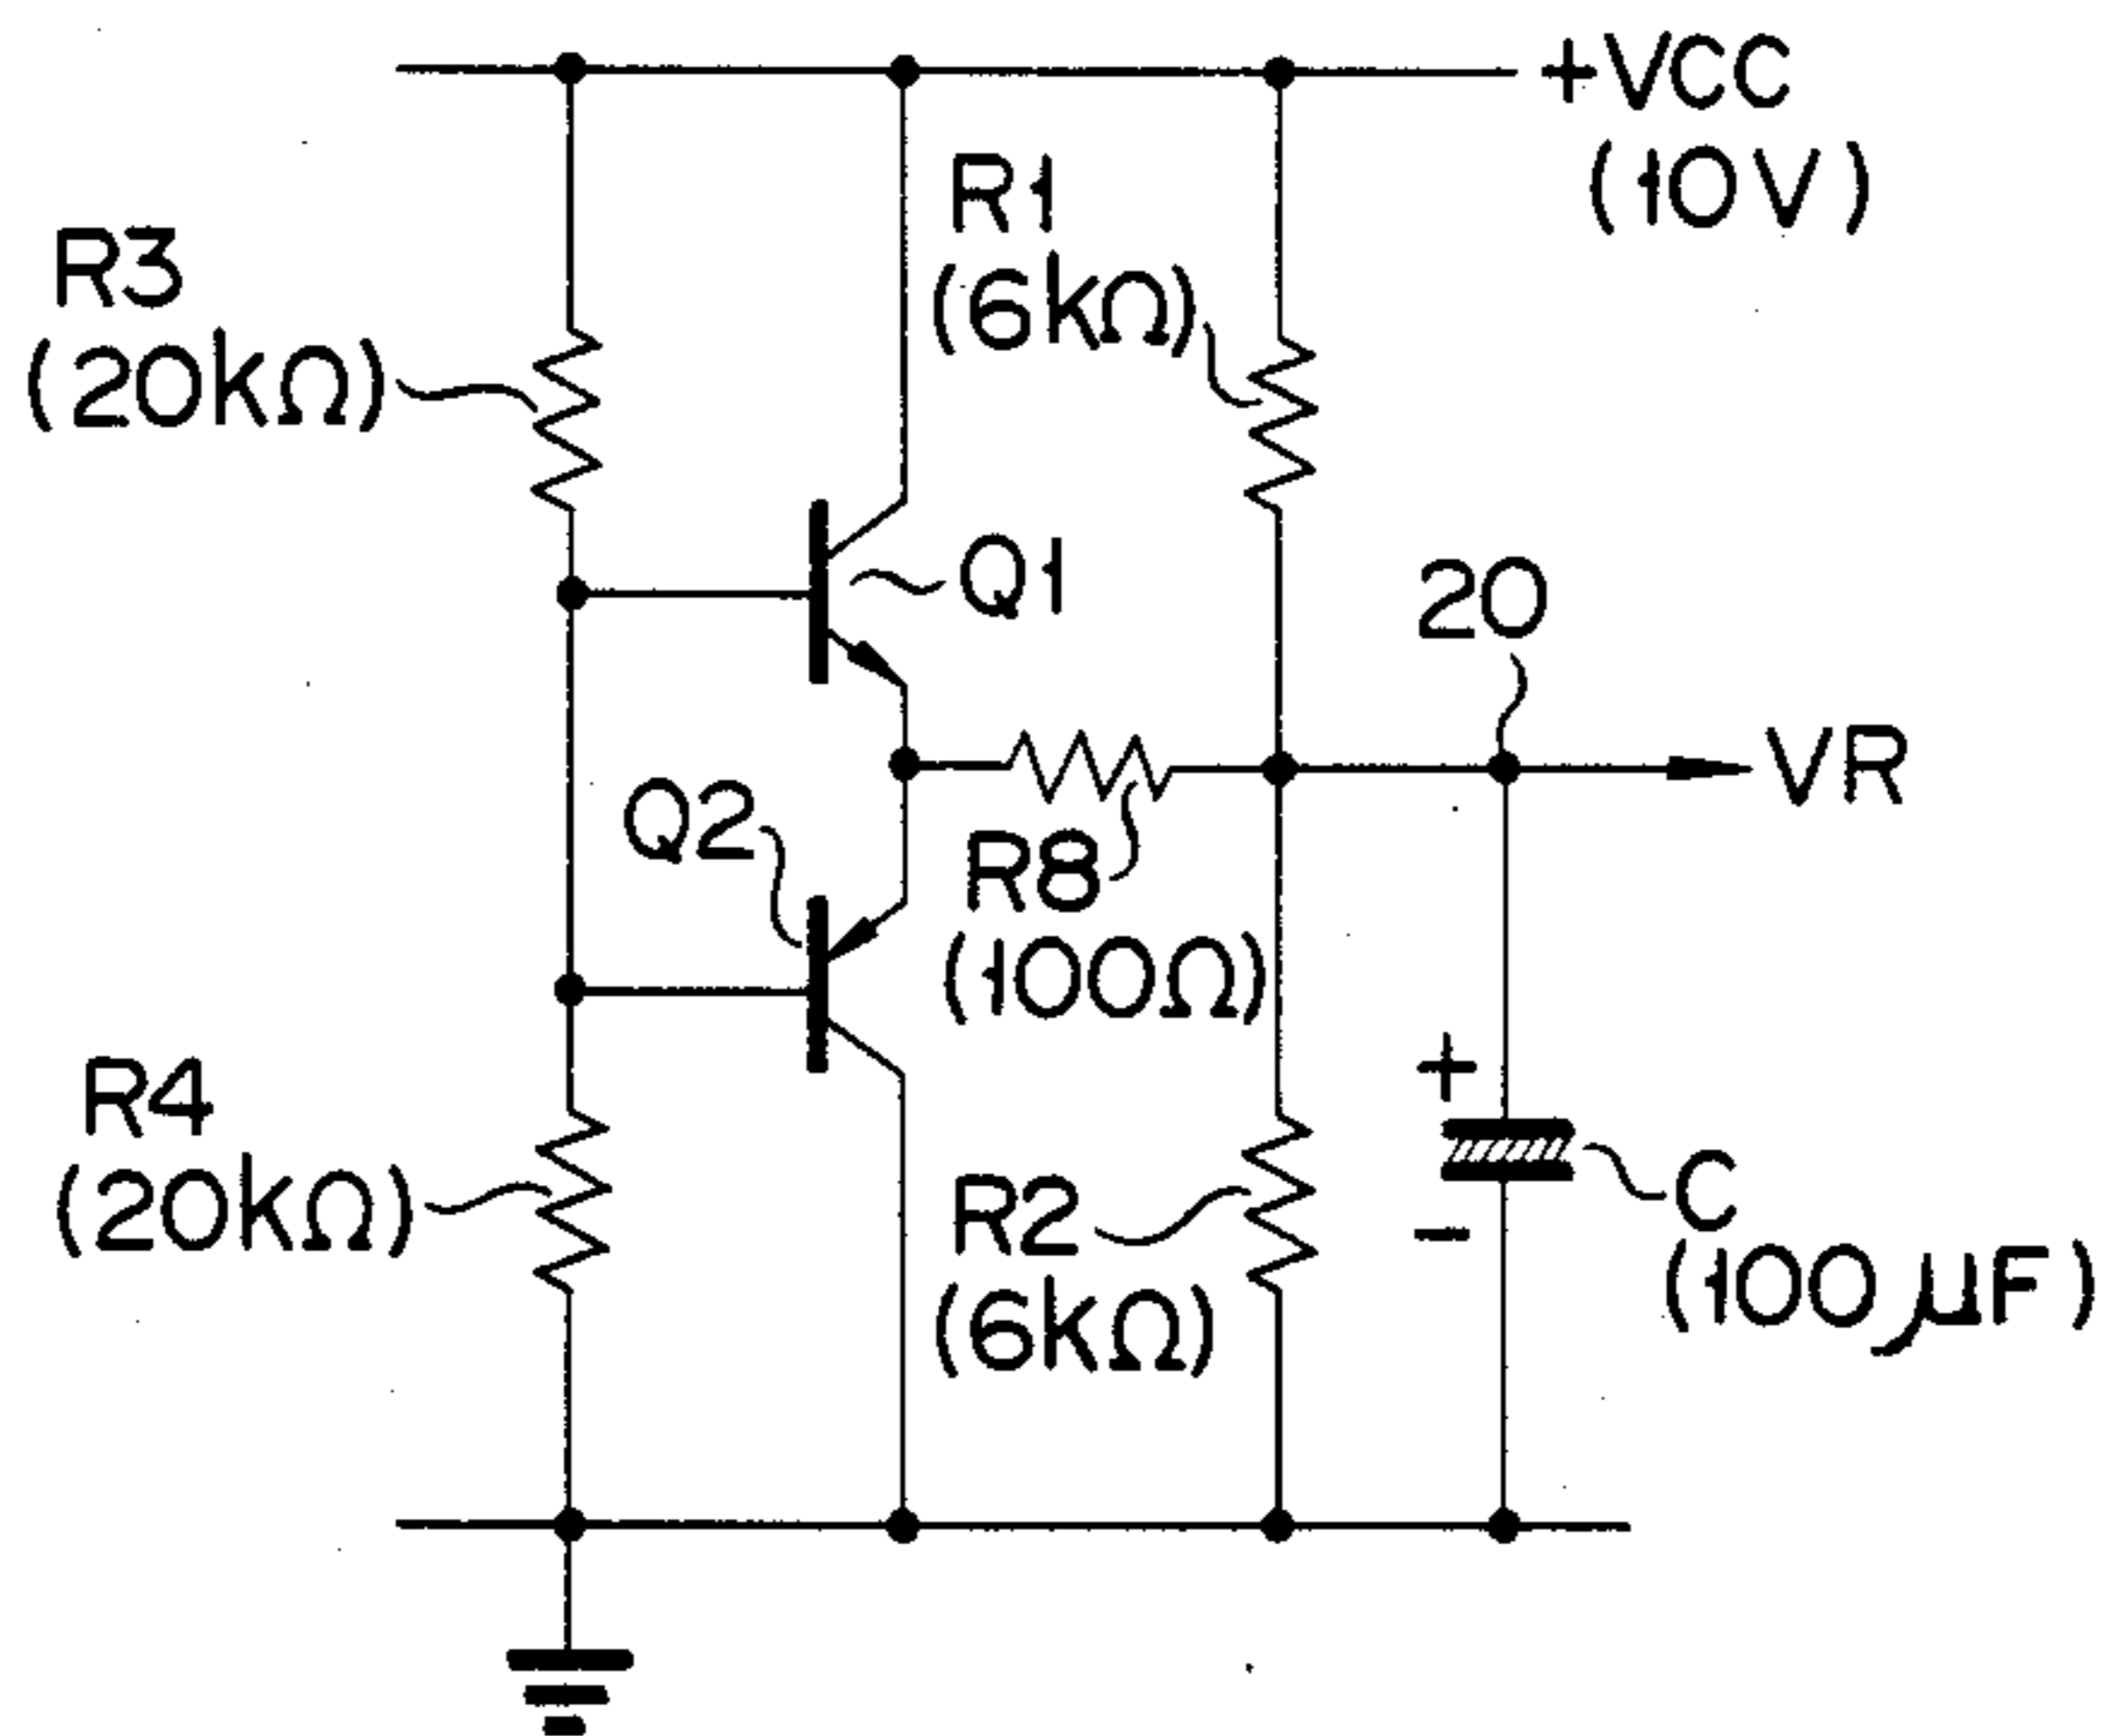 +VCC
(10V)
R1
(6kΩ)
R3
(20kΩ)
Q1
20
VR
Q2
R8
(100Ω)
R4
(20kΩ)
+
-
C
(100μF)
R2
(6kΩ)